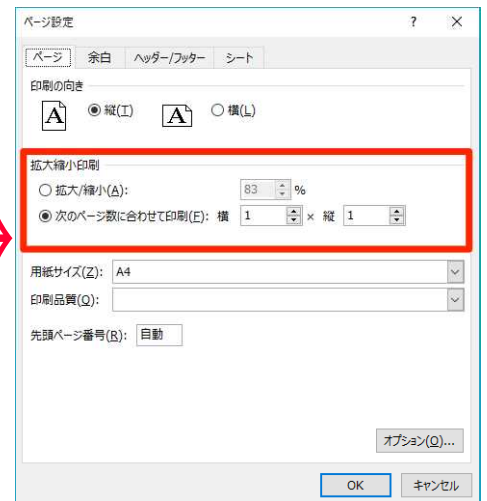 ページ設定 ? ×
ページ 余白 ヘッダー/フッター シート
印刷の向き
A 縦(T) A 横(L)
拡大縮小印刷
拡大/縮小(A): 83 %
次のページ数に合わせて印刷(F): 横 1 × 縦 1
用紙サイズ(Z): A4
印刷品質(Q):
先頭ページ番号(R): 自動
オプション(O)...
OK キャンセル